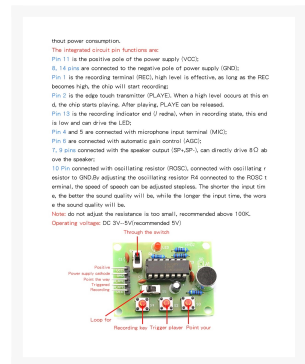 thout power consumption.
The integrated circuit pin functions are:
Pin 11 is the positive pole of the power supply (VCC);
8, 14 pins are connected to the negative pole of power supply (GND);
Pin 1 is the recording terminal (REC), high level is effective, as long as the REC
becomes high, the chip will start recording;
Pin 2 is the edge touch transmitter (PLAYE). When a high level occurs at this an
d, the chip starts playing. After playing, PLAYE can be released.
Pin 13 is the recording indicator end (/ redna), when in recording state, this end
is low and can drive the LED;
Pin 4 and 5 are connected with microphone input terminal (MIC);
Pin 6 are connected with automatic gain control (AGC);
7, 9 pins connected with the speaker output (SP+,SP-), can directly drive 8Ω ab
ove the speaker;
10 Pin connected with oscillating resistor (ROSC), connected with oscillating r
esistor to GND,By adjusting the oscillating resistor R4 connected to the ROSC t
erminal, the speed of speech can be adjusted stepless. The shorter the input tim
e, the better the sound quality will be, while the longer the input time, the wors
e the sound quality will be.
Note: do not adjust the resistance is too small, recommended above 100K.
Operating voltage: DC 3V--5V(recommended 5V)
Through the switch
Positive
Power supply cathode
Point the way
Triggered
Recording
Loop for
Recording key Trigger player Point your